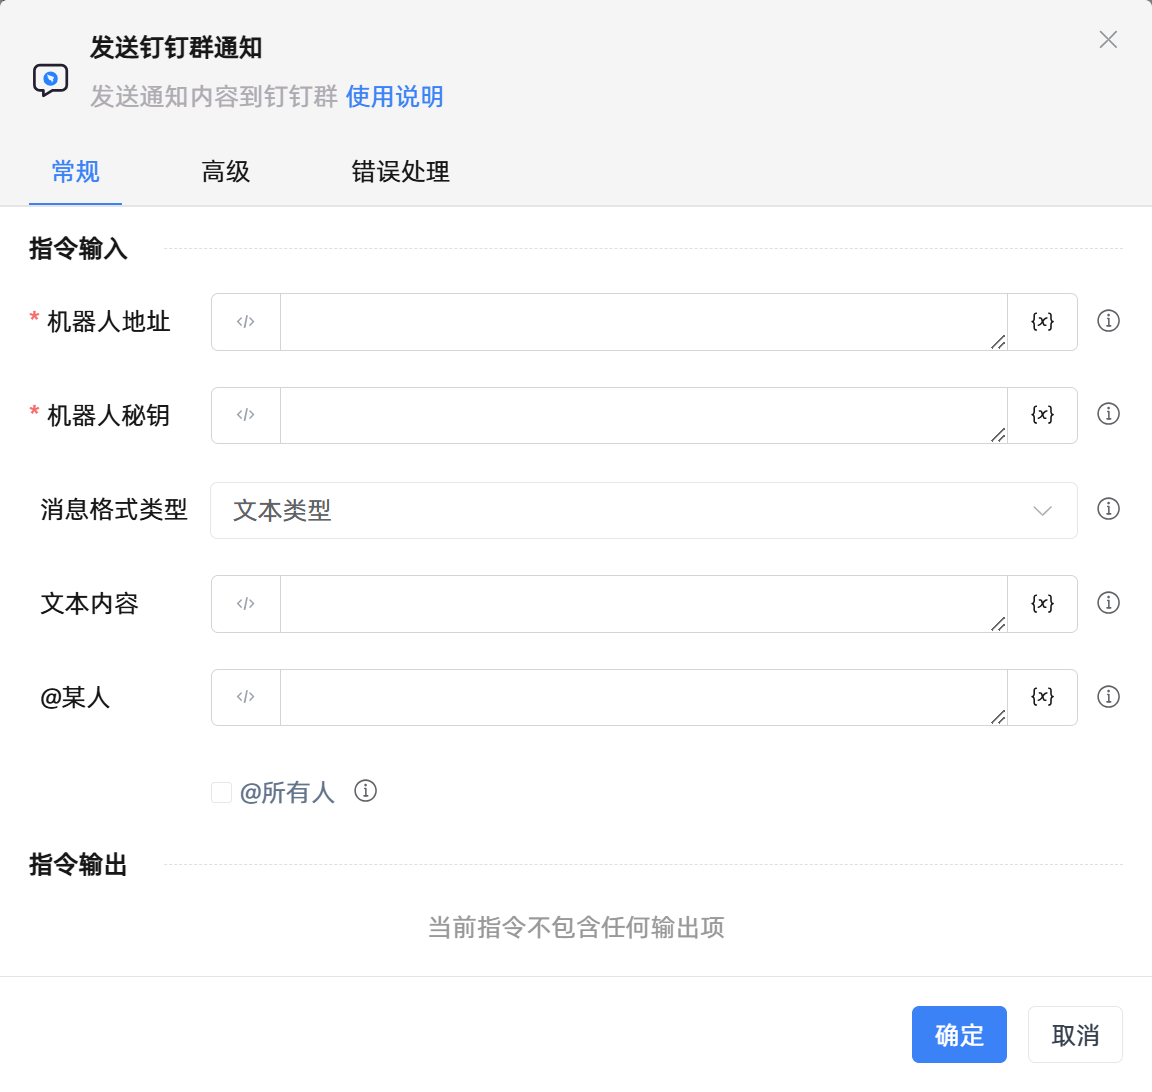 发送钉钉群通知
发送通知内容到钉钉群 使用说明
常规 高级 错误处理
指令输入
* 机器人地址 </> {x}
* 机器人秘钥 </> {x}
消息格式类型 文本类型
文本内容 </> {x}
@某人 </> {x}
@所有人
指令输出
当前指令不包含任何输出项
确定 取消